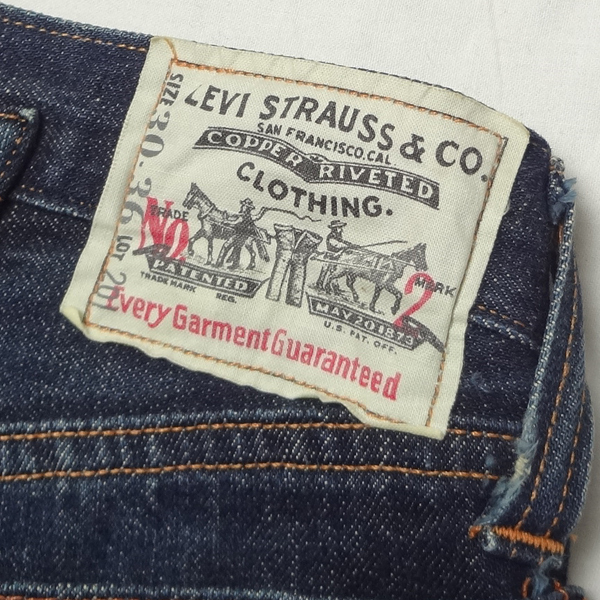 LEVI STRAUSS & CO.
SAN FRANCISCO.CAL
COPPER RIVETED
CLOTHING.
TRADE
MARK
No.
2
PATENTED
MAY 20 1873
TRADE MARK REG.
U.S. PAT. OFF.
Every Garment Guaranteed
SIZE 30-36 lot 201